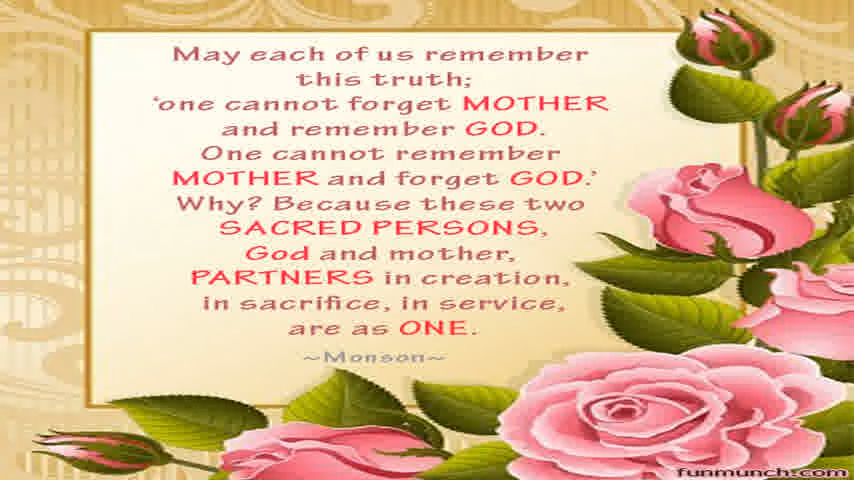 May each of us remember
this truth;
‘one cannot forget MOTHER
and remember GOD.
One cannot remember
MOTHER and forget GOD.’
Why? Because these two
SACRED PERSONS,
God and mother,
PARTNERS in creation,
in sacrifice, in service,
are as ONE.
~Monson~
funmunch.com